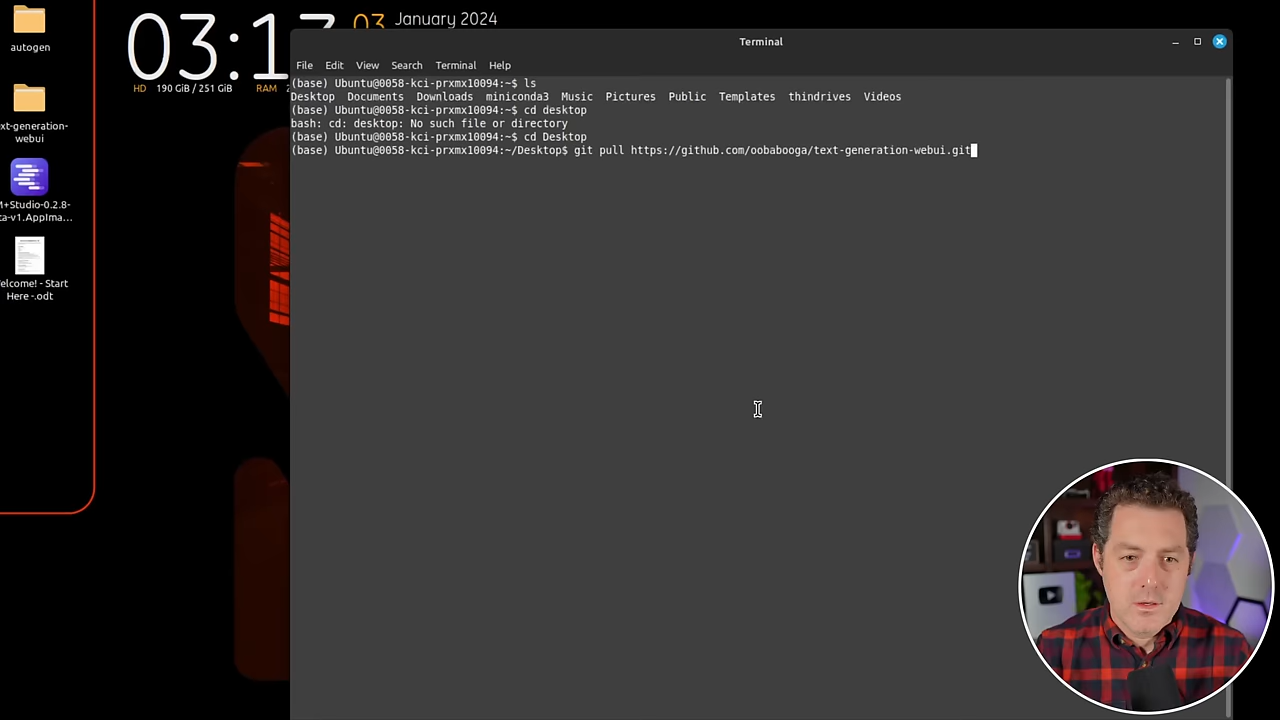 03:17
03 January 2024
HD 190 GiB / 251 GiB RAM
autogen
xt-generation-
webui
M+Studio-0.2.8-
ta-v1.AppIma...
elcome! - Start
Here -.odt
Terminal
File Edit View Search Terminal Help
(base) Ubuntu@0058-kci-prxmx10094:~$ ls
Desktop Documents Downloads miniconda3 Music Pictures Public Templates thindrives Videos
(base) Ubuntu@0058-kci-prxmx10094:~$ cd desktop
bash: cd: desktop: No such file or directory
(base) Ubuntu@0058-kci-prxmx10094:~$ cd Desktop
(base) Ubuntu@0058-kci-prxmx10094:~/Desktop$ git pull https://github.com/oobabooga/text-generation-webui.git